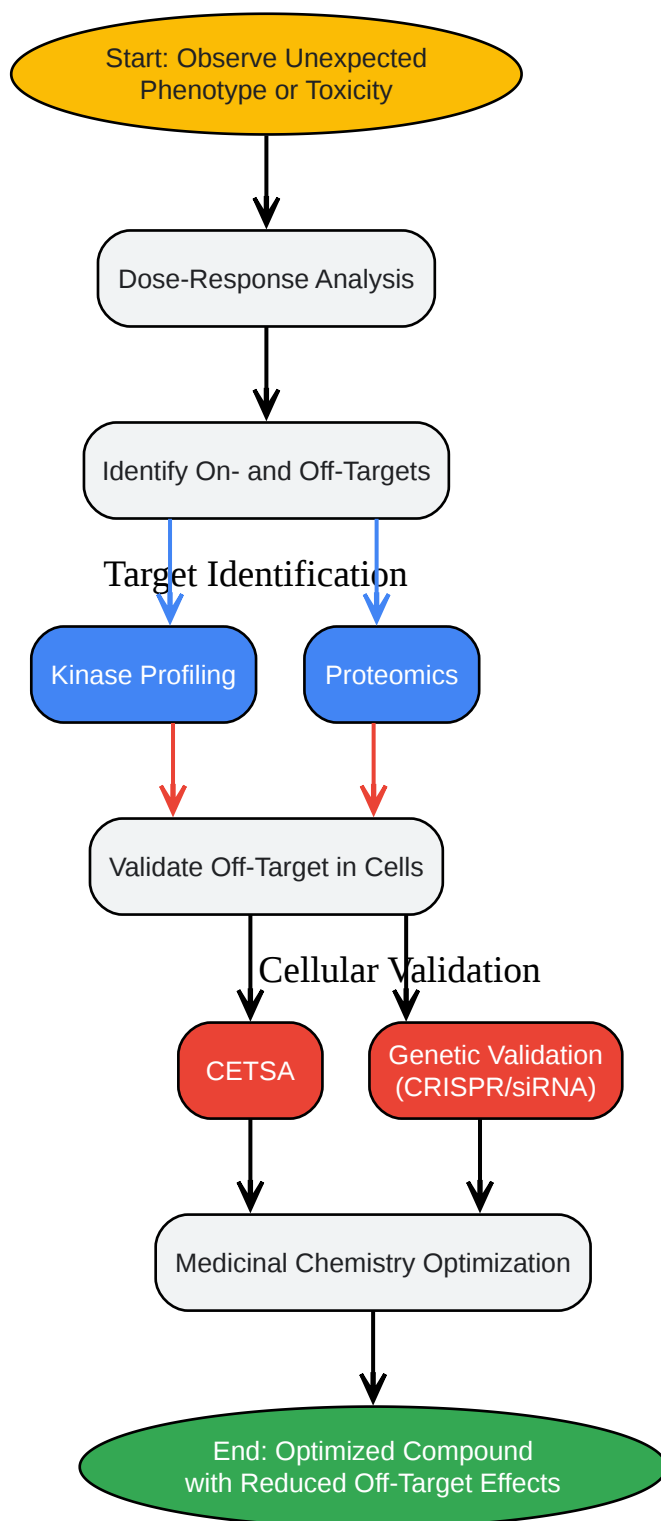 Start: Observe Unexpected
Phenotype or Toxicity
Dose-Response Analysis
Identify On- and Off-Targets
Target Identification
Kinase Profiling
Proteomics
Validate Off-Target in Cells
Cellular Validation
CETSA
Genetic Validation
(CRISPR/siRNA)
Medicinal Chemistry Optimization
End: Optimized Compound
with Reduced Off-Target Effects